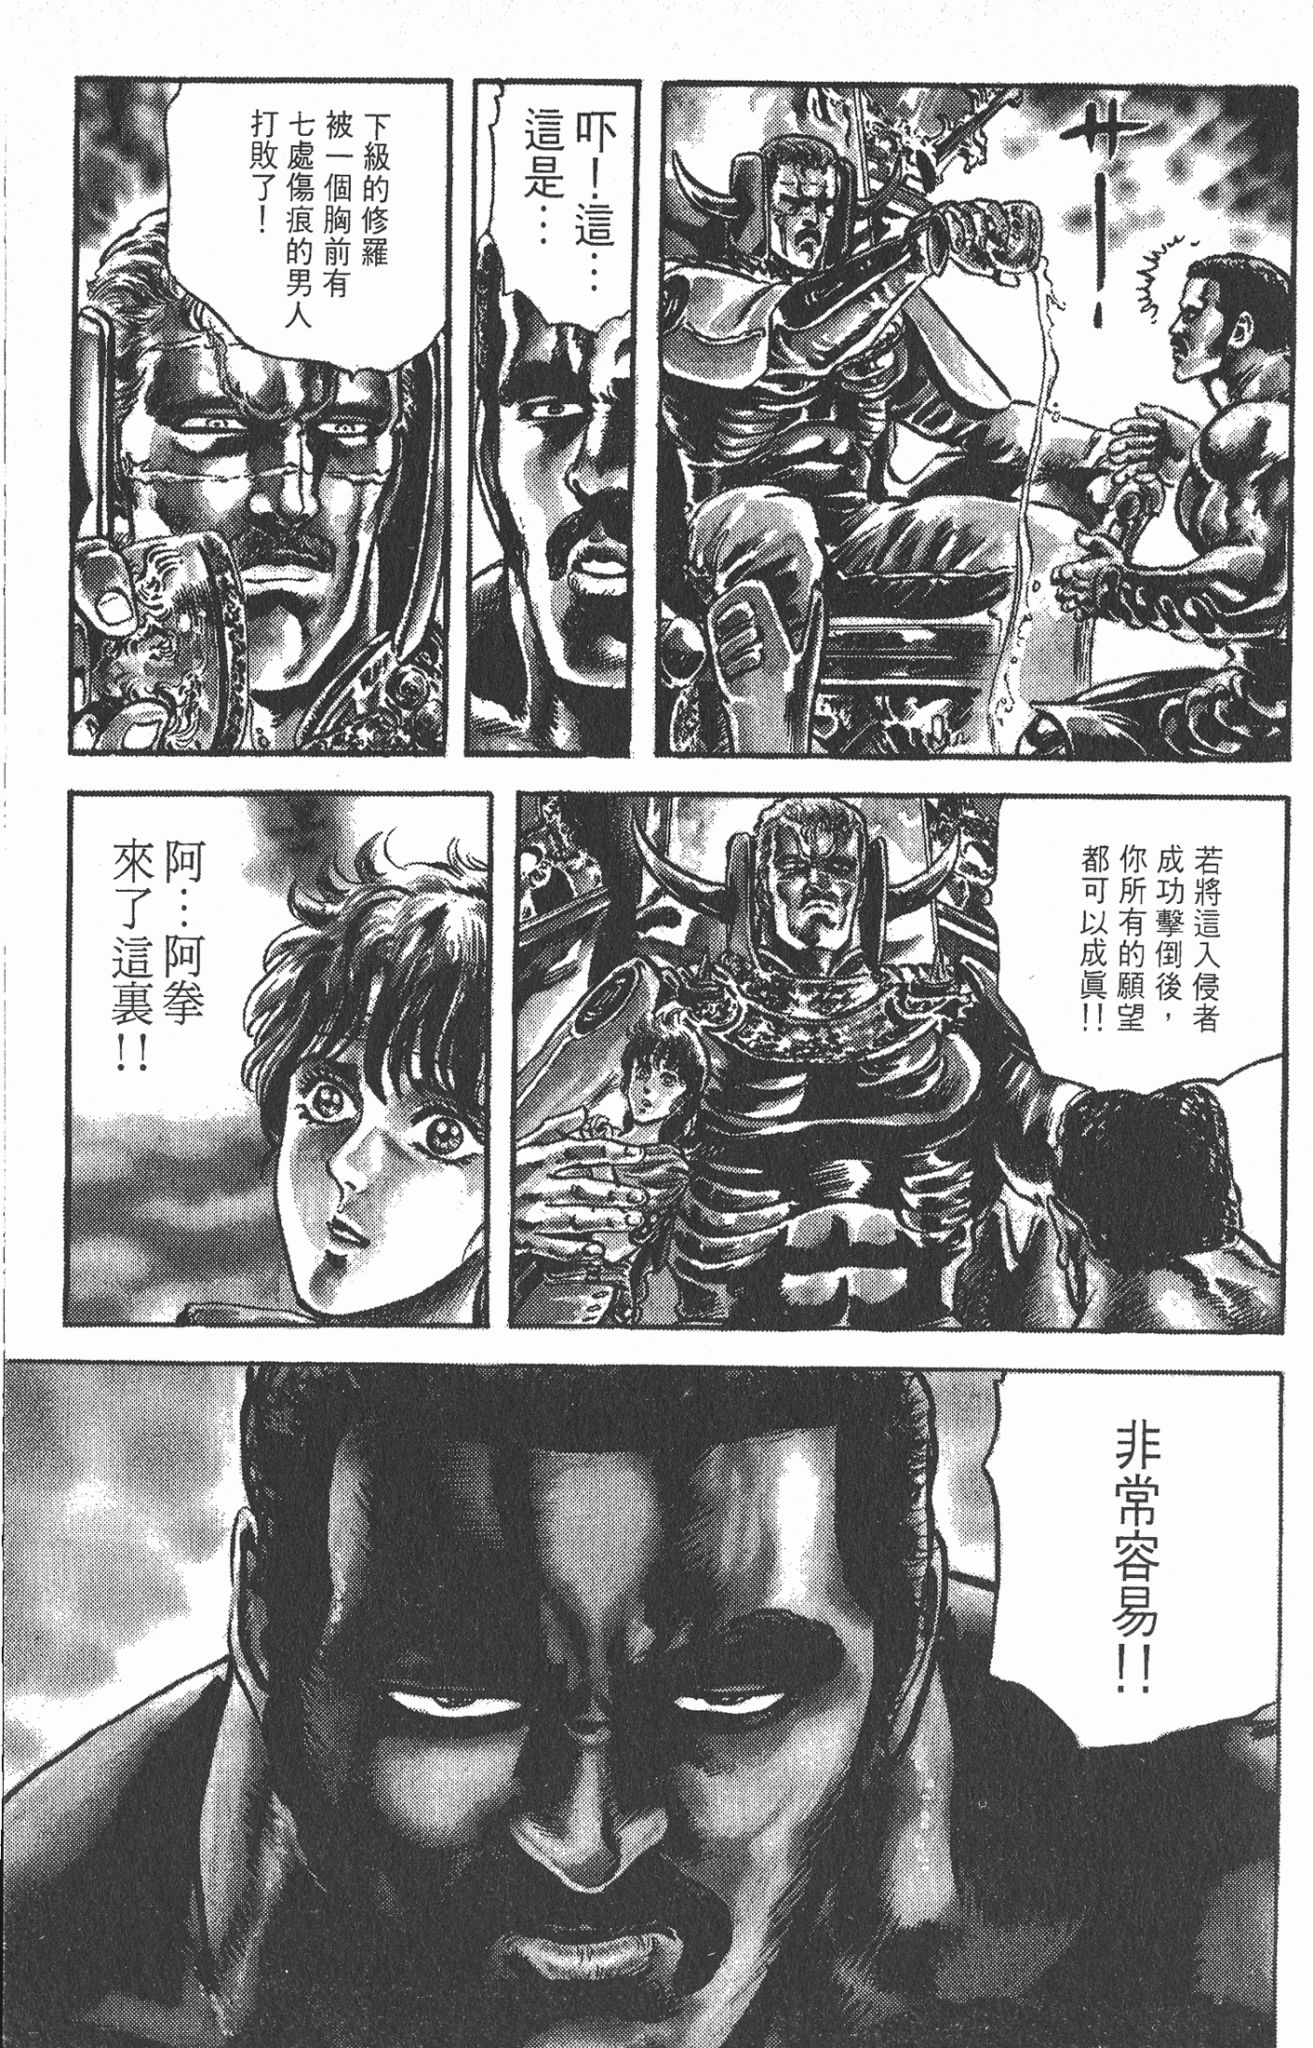 サ
ー
!
吓！這…
這是…
下級的修羅
被一個胸前有
七處傷痕的男人
打敗了！
若將這入侵者
成功擊倒後，
你所有的願望
都可以成眞!!
阿…阿拳
來了這裏!!
非常容易!!